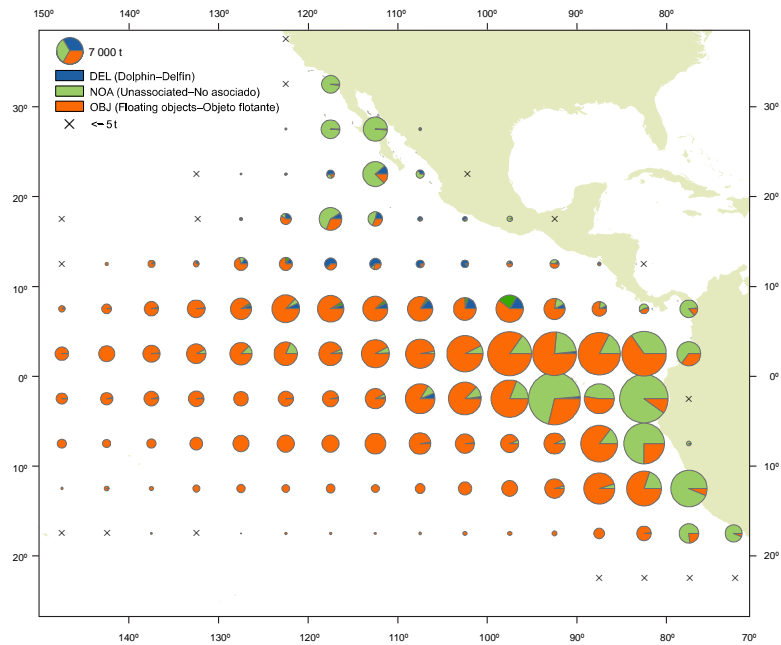 150º 140º 130º 120º 110º 100º 90º 80º
7 000 t
DEL (Dolphin–Delfin)
NOA (Unassociated–No asociado)
OBJ (Floating objects–Objeto flotante)
<=5 t
30º 30º
20º 20º
10º 10º
0º 0º
10º 10º
20º 20º
140º 130º 120º 110º 100º 90º 80º 70º